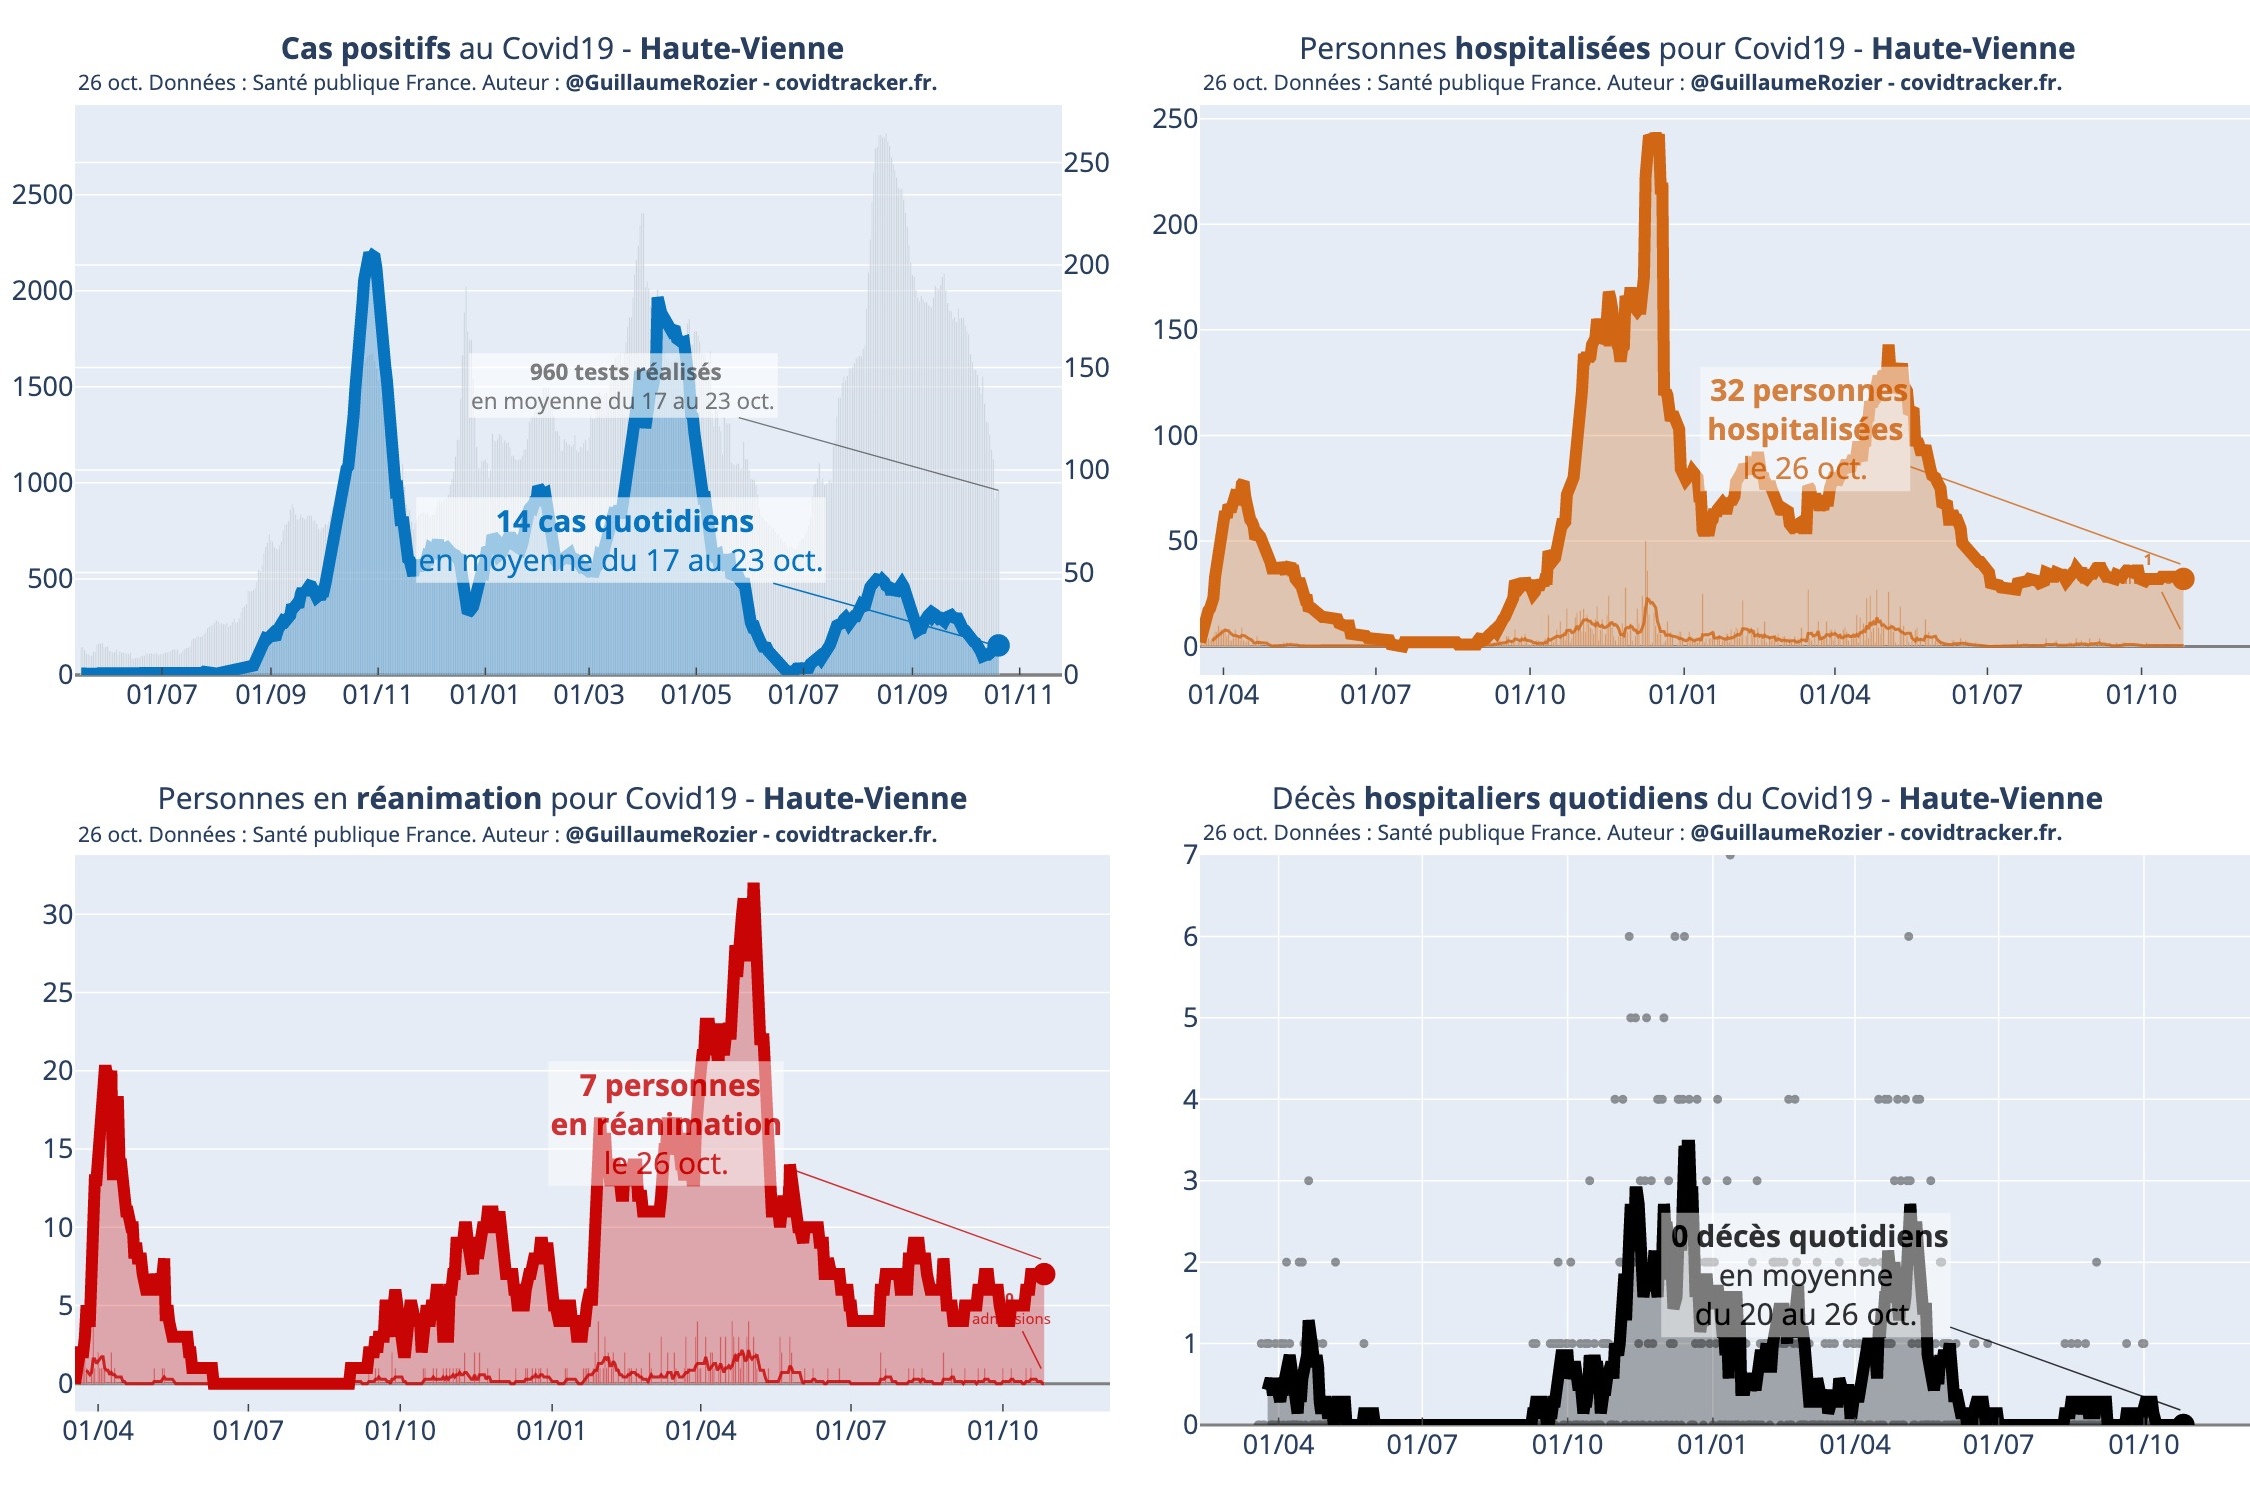 Cas positifs au Covid19 - Haute-Vienne
26 oct. Données : Santé publique France. Auteur : @GuillaumeRozier - covidtracker.fr.
250
2500
200
2000
150
1500
960 tests réalisés
en moyenne du 17 au 23 oct.
100
1000
14 cas quotidiens
en moyenne du 17 au 23 oct.
50
500
0
0
01/07 01/09 01/11 01/01 01/03 01/05 01/07 01/09 01/11
Personnes hospitalisées pour Covid19 - Haute-Vienne
26 oct. Données : Santé publique France. Auteur : @GuillaumeRozier - covidtracker.fr.
250
200
150
32 personnes
hospitalisées
le 26 oct.
100
50
1
0
01/04 01/07 01/10 01/01 01/04 01/07 01/10
Personnes en réanimation pour Covid19 - Haute-Vienne
26 oct. Données : Santé publique France. Auteur : @GuillaumeRozier - covidtracker.fr.
30
25
20
7 personnes
en réanimation
le 26 oct.
15
10
5
0
admissions
0
01/04 01/07 01/10 01/01 01/04 01/07 01/10
Décès hospitaliers quotidiens du Covid19 - Haute-Vienne
26 oct. Données : Santé publique France. Auteur : @GuillaumeRozier - covidtracker.fr.
7
6
5
4
3
0 décès quotidiens
en moyenne
du 20 au 26 oct.
2
1
0
01/04 01/07 01/10 01/01 01/04 01/07 01/10